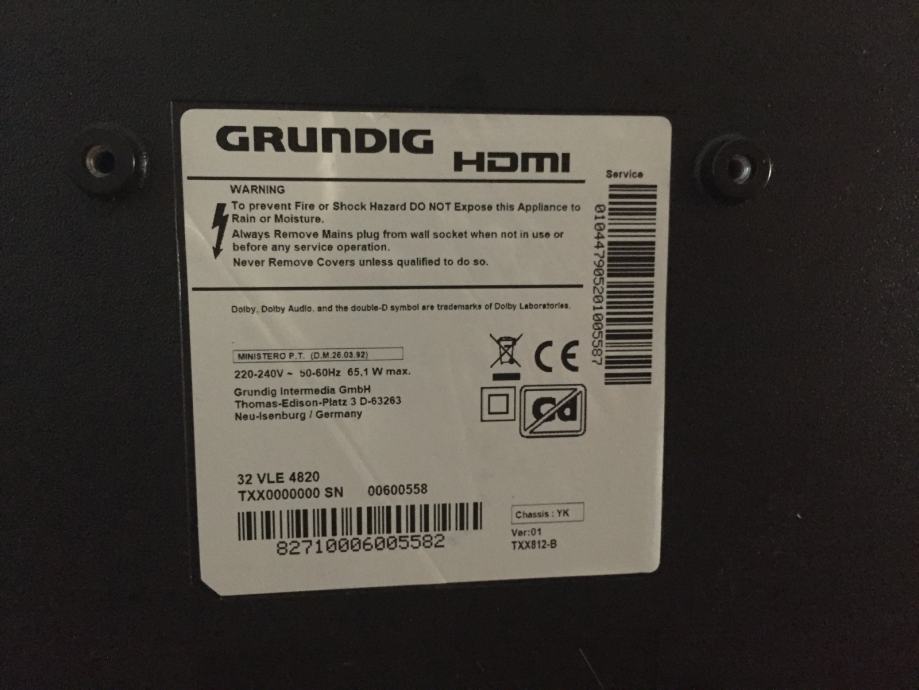 GRUNDIG
HDMI
Service
WARNING
To prevent Fire or Shock Hazard DO NOT Expose this Appliance to
Rain or Moisture.
Always Remove Mains plug from wall socket when not in use or
before any service operation.
Never Remove Covers unless qualified to do so.
010447905201005587
Dolby, Dolby Audio, and the double-D symbol are trademarks of Dolby Laboratories.
MINISTERO P.T. (D.M.26.03.92)
220-240V ~ 50-60Hz 65,1 W max.
Grundig Intermedia GmbH
Thomas-Edison-Platz 3 D-63263
Neu-Isenburg / Germany
CE
Pb
32 VLE 4820
TXX0000000 SN 00600558
82710006005582
Chassis : YK
Ver:01
TXX812-B